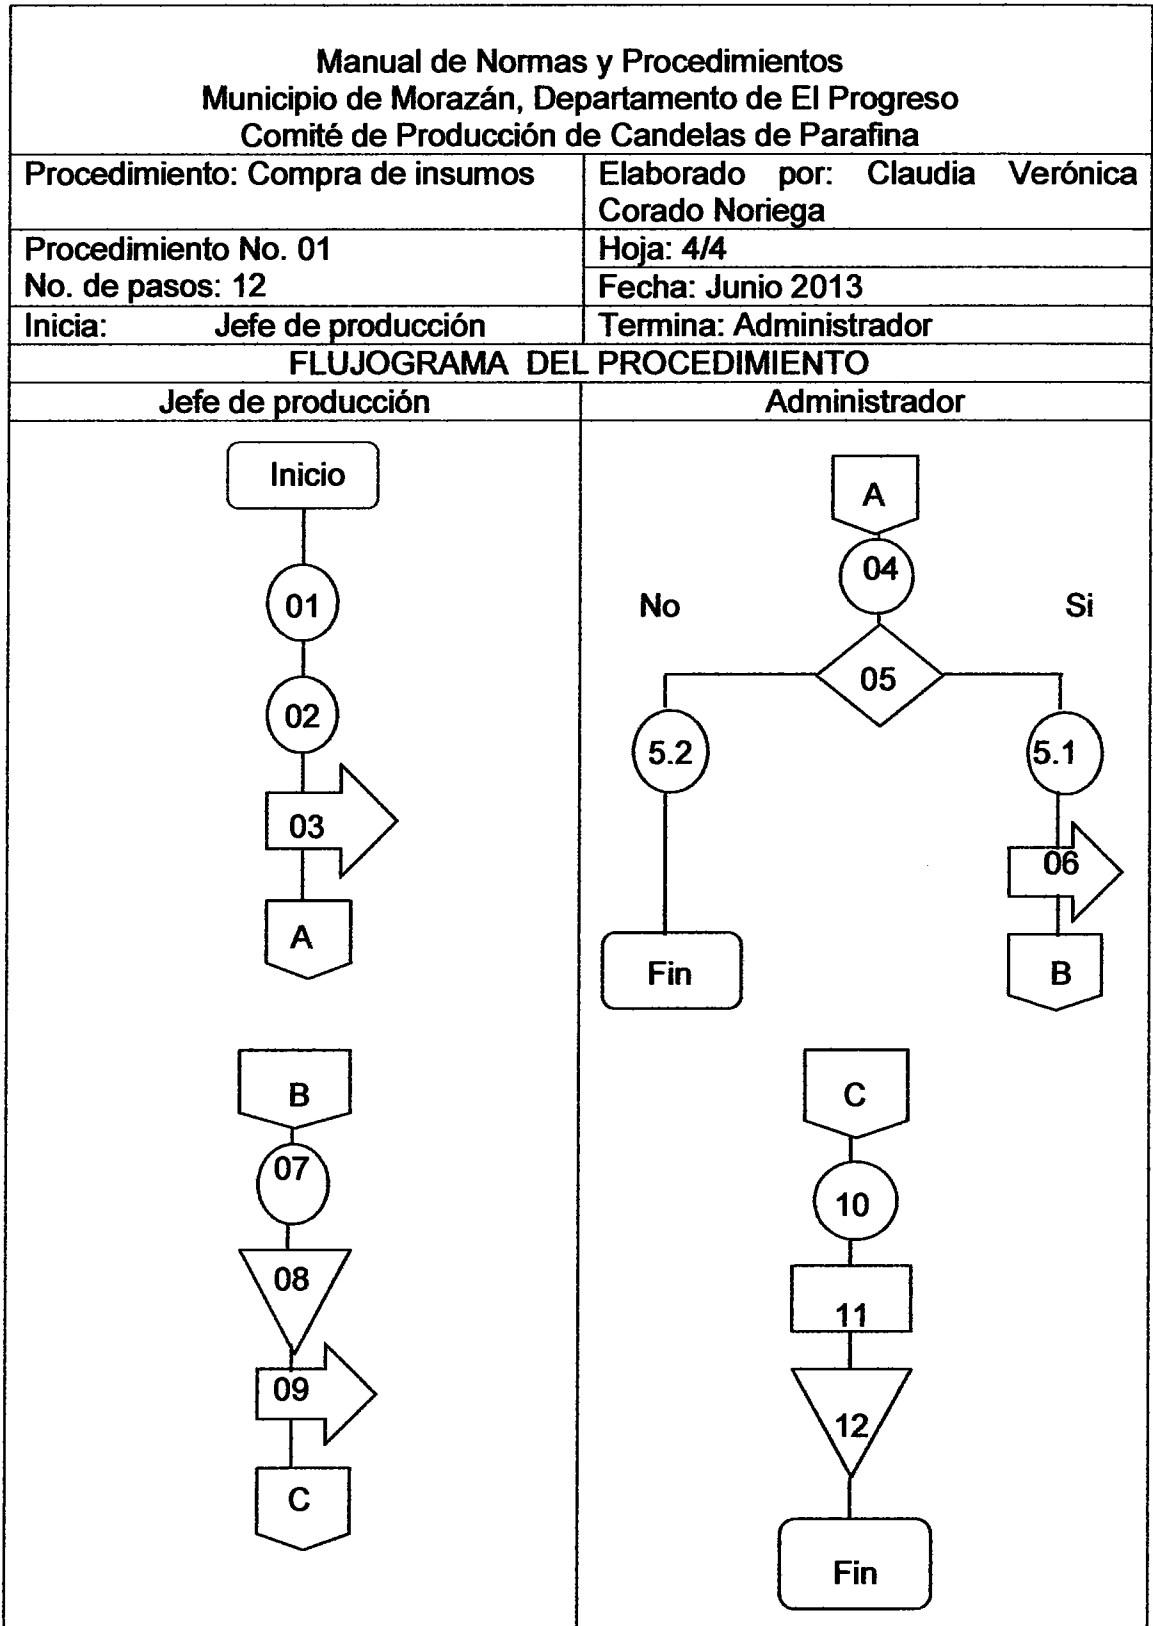 Manual de Normas y Procedimientos
Municipio de Morazán, Departamento de El Progreso
Comité de Producción de Candelas de Parafina
Procedimiento: Compra de insumos
Elaborado por: Claudia Verónica
Corado Noriega
Procedimiento No. 01
No. de pasos: 12
Hoja: 4/4
Fecha: Junio 2013
Inicia: Jefe de producción
Termina: Administrador
FLUJOGRAMA DEL PROCEDIMIENTO
Jefe de producción
Administrador
Inicio
01
02
03
A
A
04
No
Si
05
5.2
5.1
06
Fin
B
B
07
08
09
C
C
10
11
12
Fin